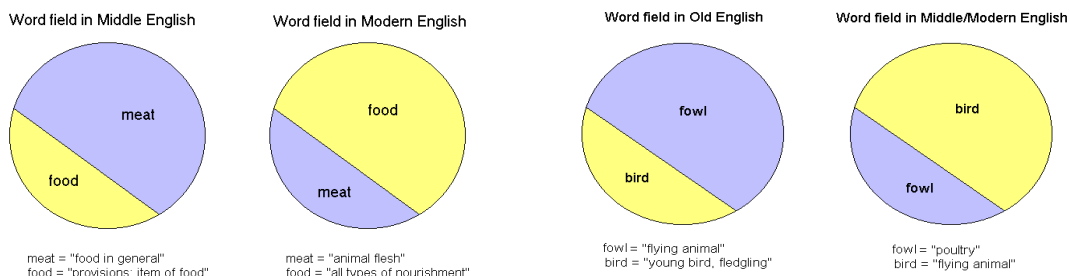 Word field in Middle English
meat
food
meat = "food in general"
food = "provisions; item of food"
Word field in Modern English
food
meat
meat = "animal flesh"
food = "all types of nourishment"
Word field in Old English
fowl
bird
fowl = "flying animal"
bird = "young bird, fledgling"
Word field in Middle/Modern English
bird
fowl
fowl = "poultry"
bird = "flying animal"